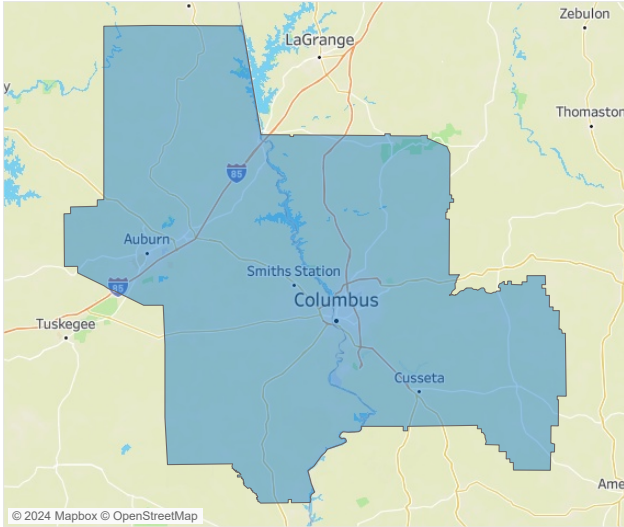 Zebulon
LaGrange
y
Thomaston
85
Auburn
Smiths Station
85
Columbus
Tuskegee
Cusseta
Ame
© 2024 Mapbox © OpenStreetMap